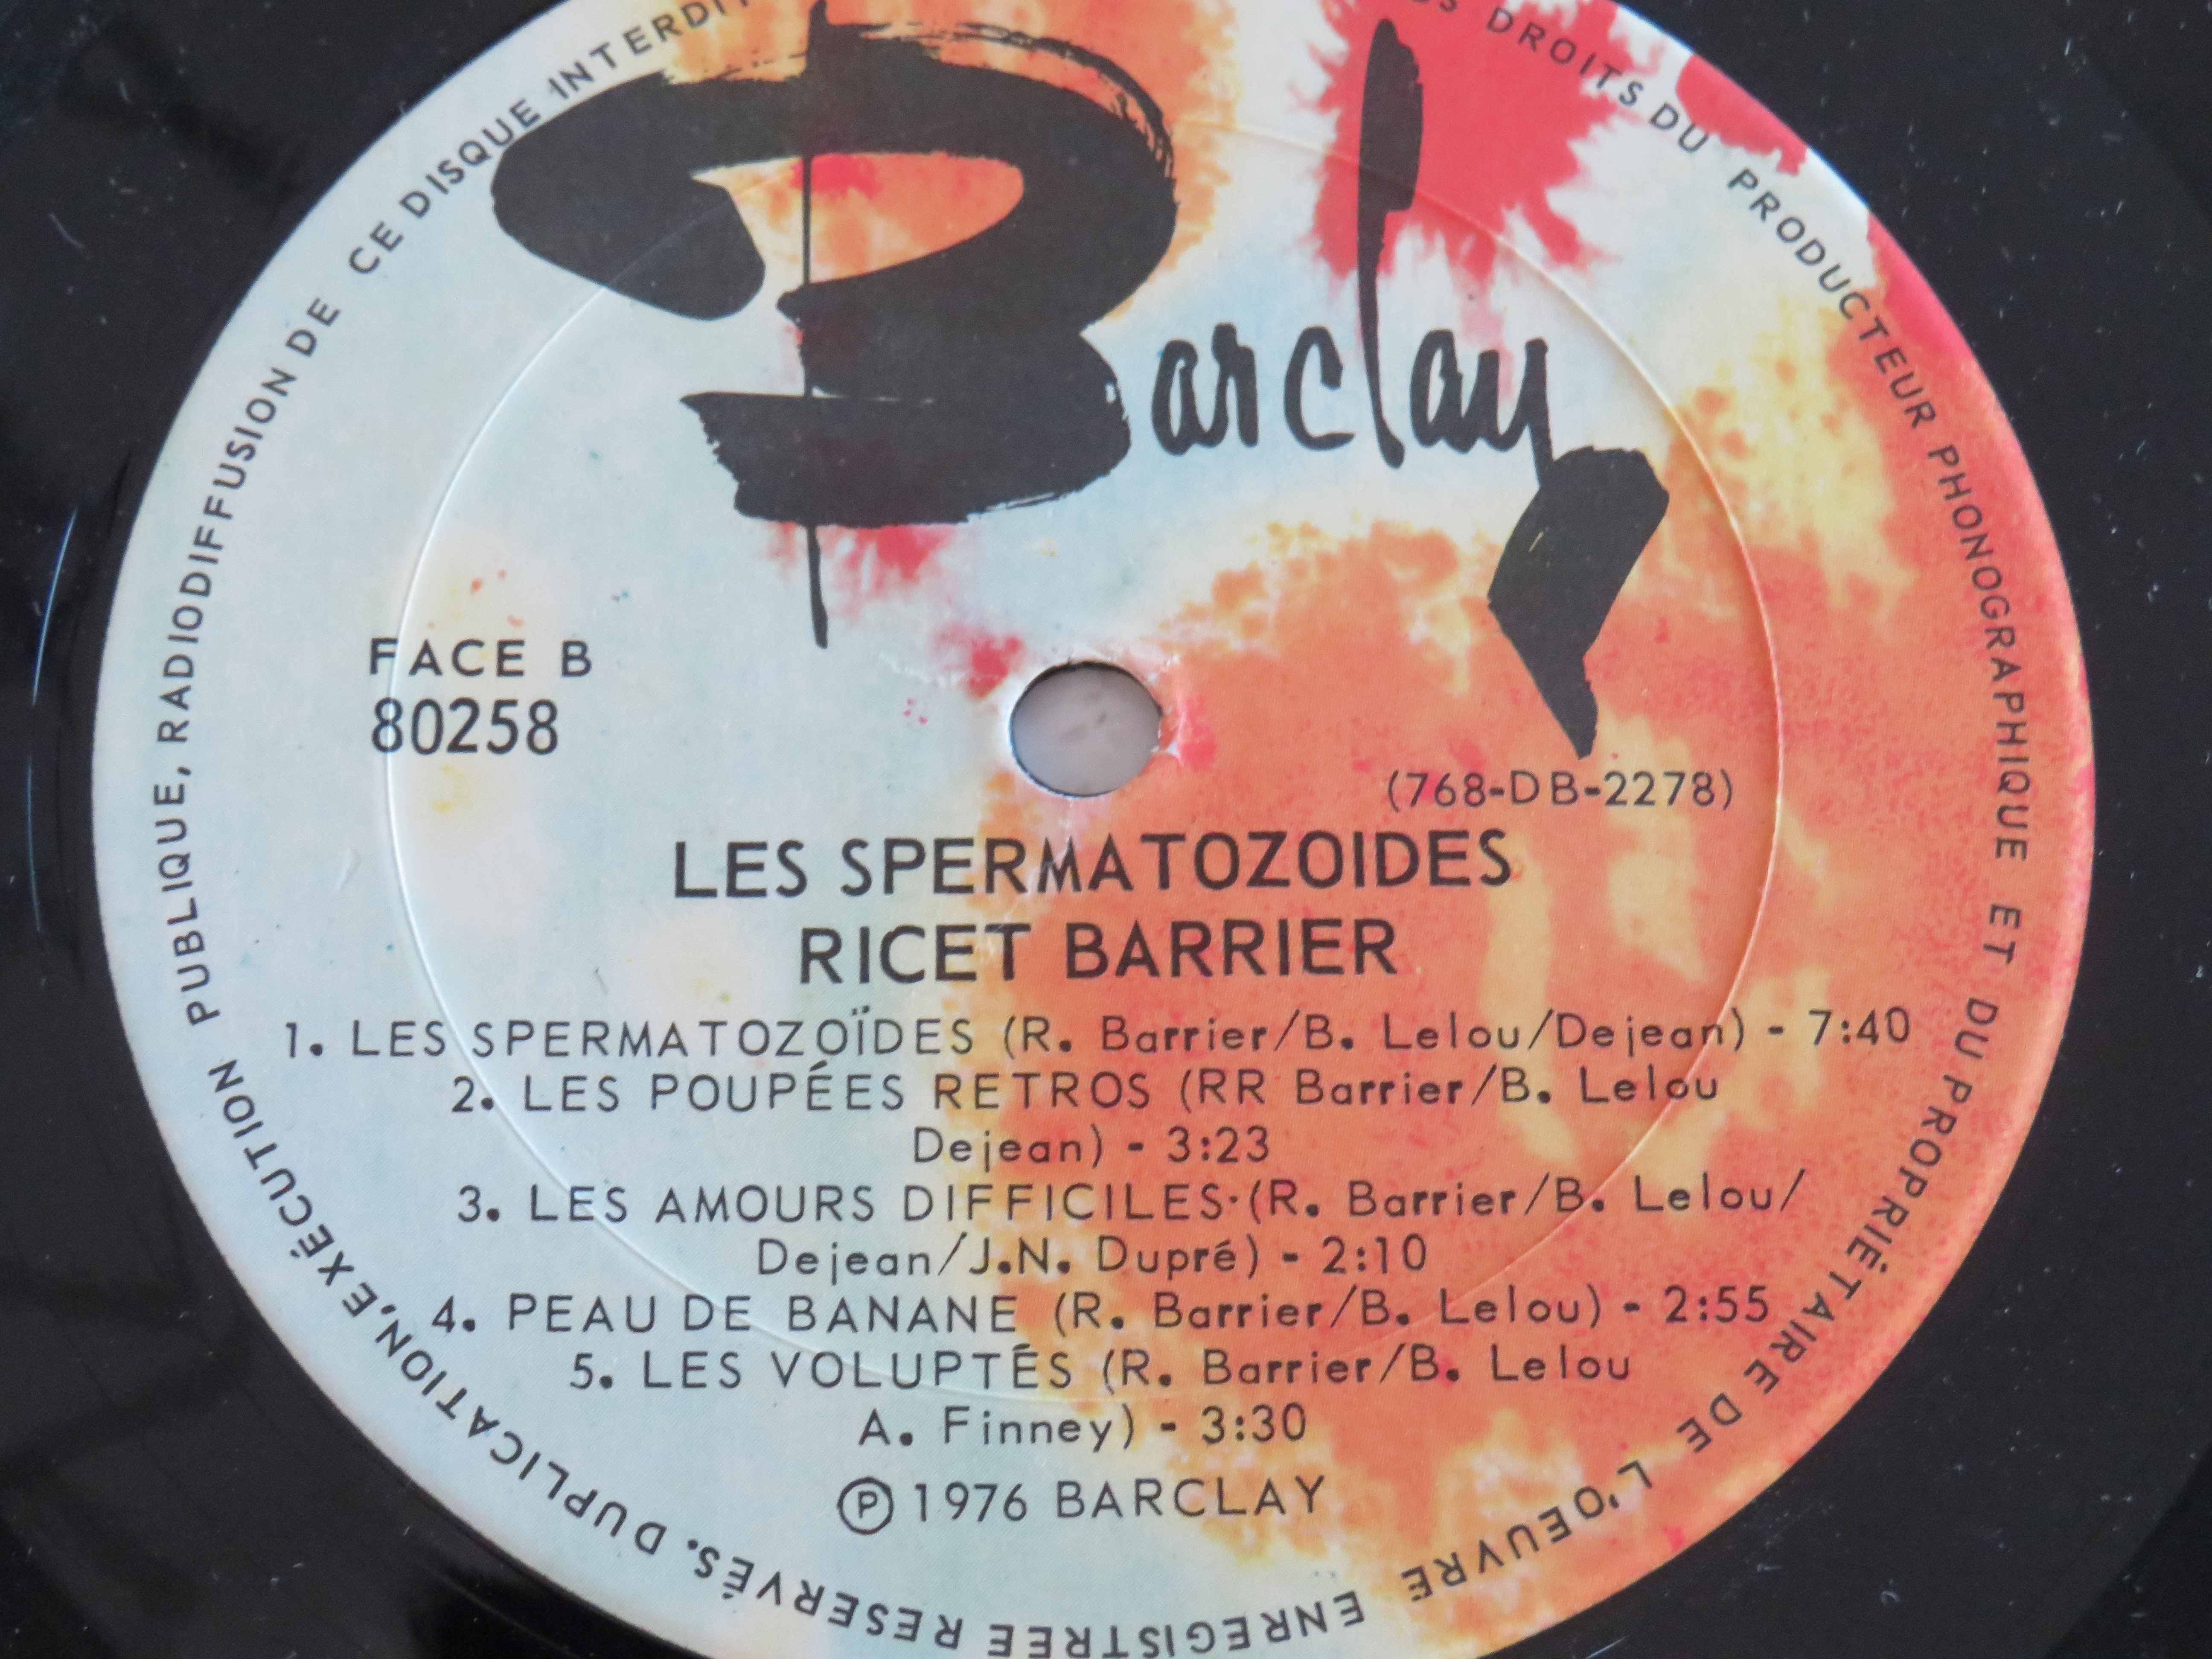 Barclay
FACE B
80258
(768-DB-2278)
LES SPERMATOZOIDES
RICET BARRIER
1. LES SPERMATOZOÏDES (R. Barrier/B. Lelou/Dejean) - 7:40
2. LES POUPÉES RETROS (RR Barrier/B. Lelou
Dejean) - 3:23
3. LES AMOURS DIFFICILES·(R. Barrier/B. Lelou/
Dejean/J.N. Dupré) - 2:10
4. PEAU DE BANANE (R. Barrier/B. Lelou) - 2:55
5. LES VOLUPTÉS (R. Barrier/B. Lelou
A. Finney) - 3:30
Ⓟ 1976 BARCLAY
DROITS DU PRODUCTEUR PHONOGRAPHIQUE ET DU PROPRIÉTAIRE DE L'OEUVRE ENREGISTREE RESERVÉS. DUPLICATION, EXÉCUTION PUBLIQUE, RADIODIFFUSION DE CE DISQUE INTERDIT